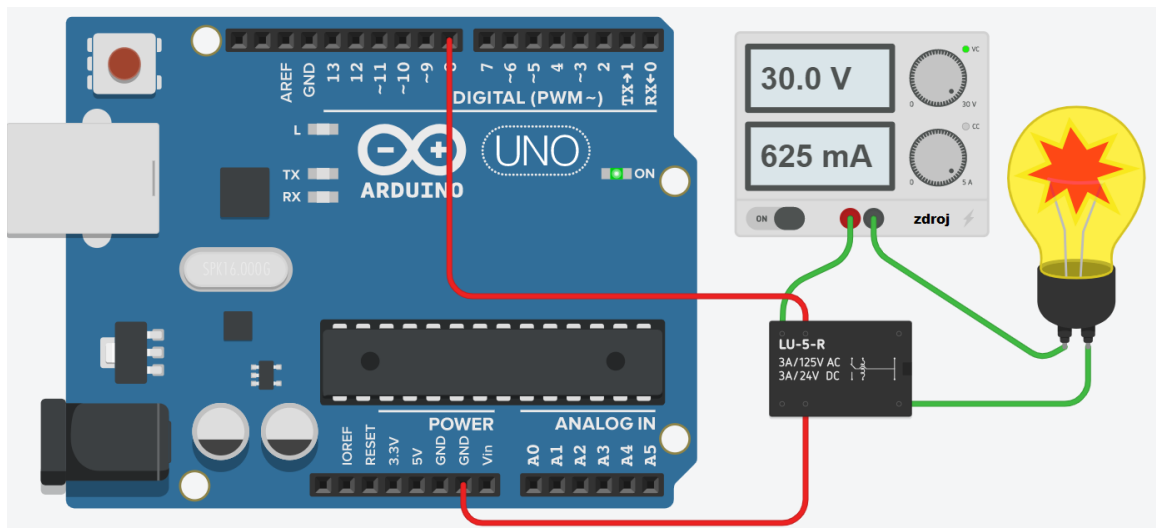 AREF
GND
13
12
~11
~10
~9
8
7
~6
~5
4
~3
2
TX→1
RX←0
DIGITAL (PWM ~)
L
TX
RX
UNO
ON
ARDUINO
SPK16.000G
POWER
ANALOG IN
IOREF
RESET
3.3V
5V
GND
GND
Vin
A0
A1
A2
A3
A4
A5
30.0 V
VC
0
30 V
625 mA
CC
0
5 A
ON
zdroj
LU-5-R
3A/125V AC
3A/24V DC